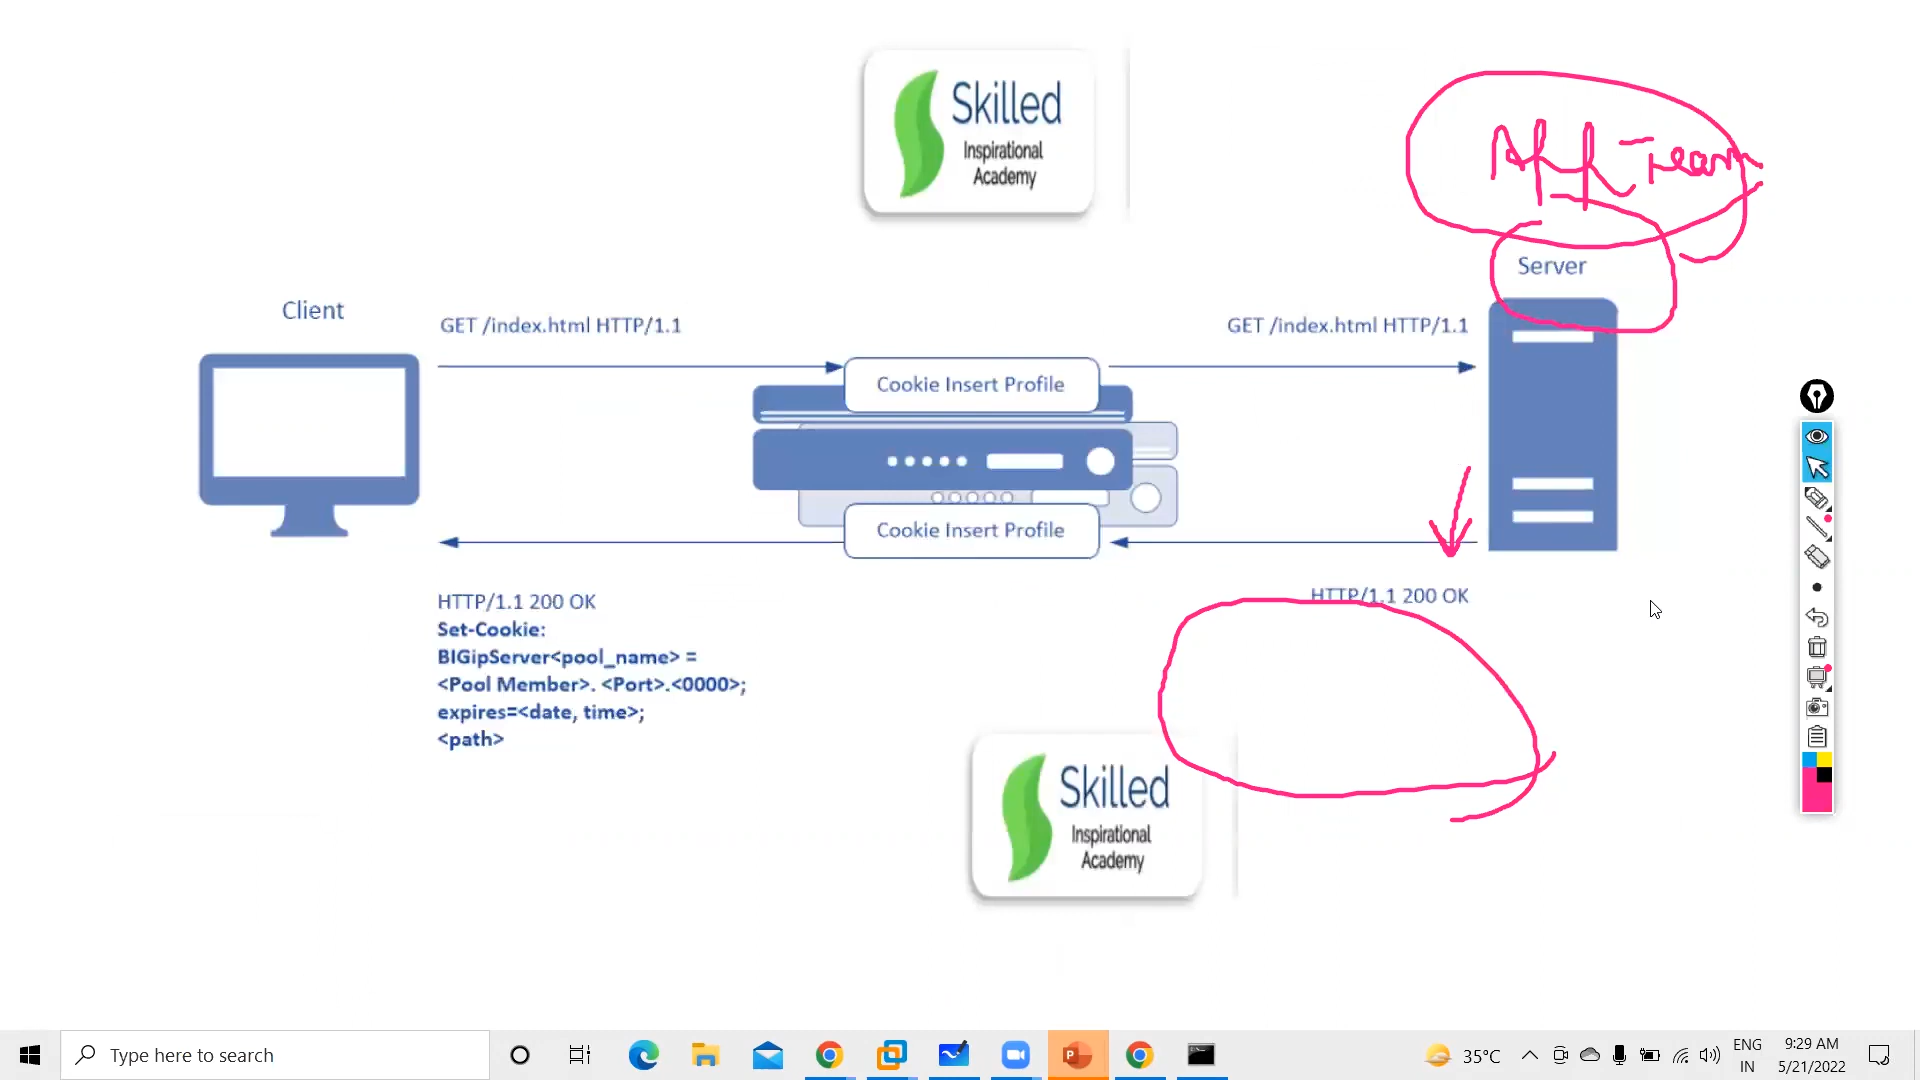 Skilled
Inspirational
Academy
Team
Server
Client
GET /index.html HTTP/1.1
GET /index.html HTTP/1.1
Cookie Insert Profile
Cookie Insert Profile
HTTP/1.1 200 OK
HTTP/1.1 200 OK
Set-Cookie:
BIGipServer<pool_name> =
<Pool Member>. <Port>.<0000>;
expires=<date, time>;
<path>
Skilled
Inspirational
Academy
Type here to search
35°C
ENG
IN
9:29 AM
5/21/2022